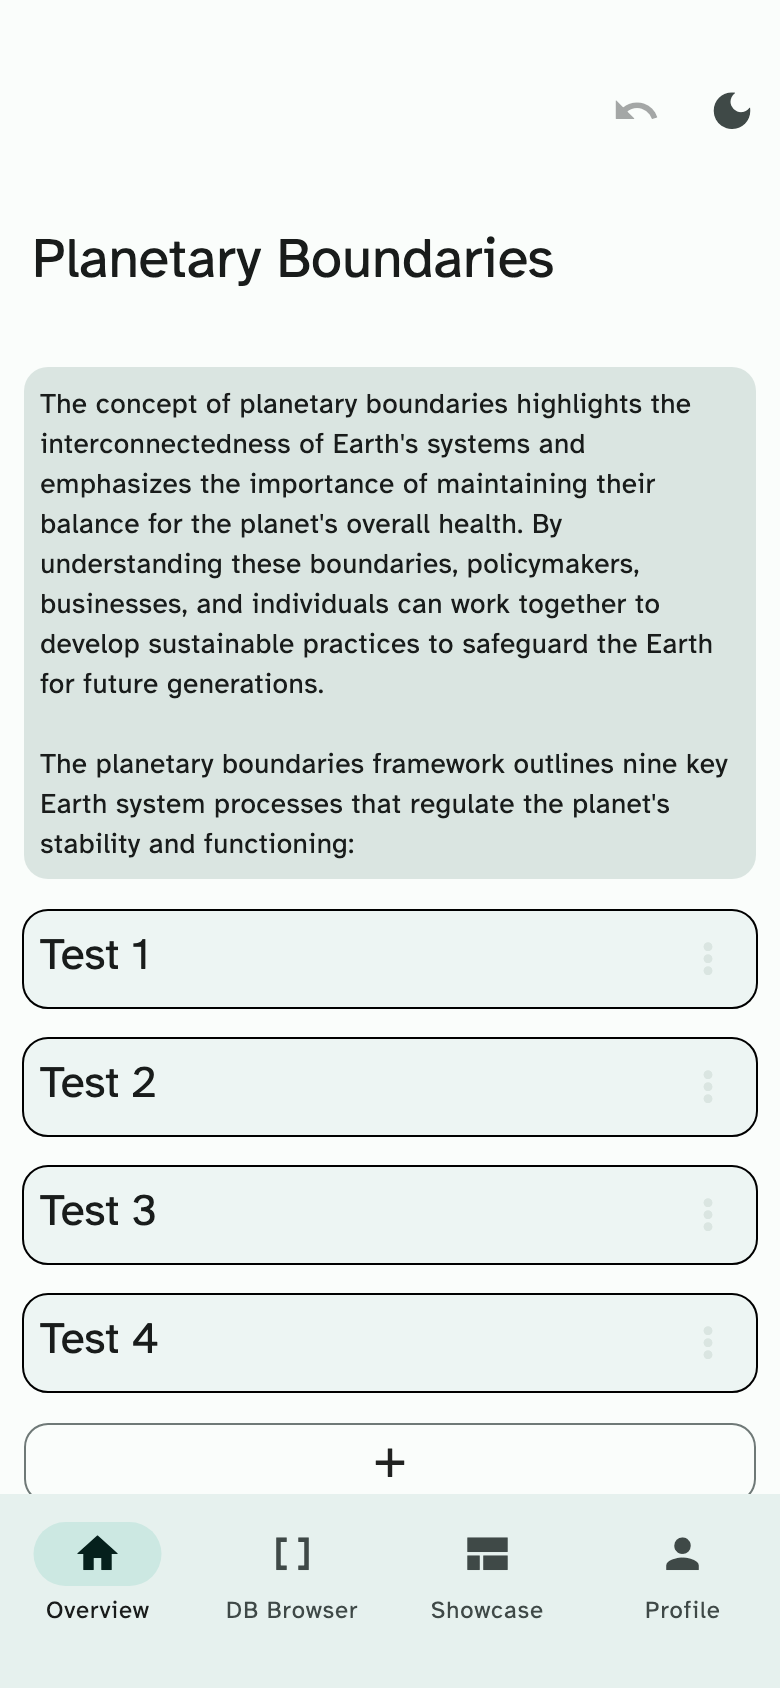 Planetary Boundaries
The concept of planetary boundaries highlights the
interconnectedness of Earth's systems and
emphasizes the importance of maintaining their
balance for the planet's overall health. By
understanding these boundaries, policymakers,
businesses, and individuals can work together to
develop sustainable practices to safeguard the Earth
for future generations.
The planetary boundaries framework outlines nine key
Earth system processes that regulate the planet's
stability and functioning:
Test 1
Test 2
Test 3
Test 4
+
Overview
DB Browser
Showcase
Profile